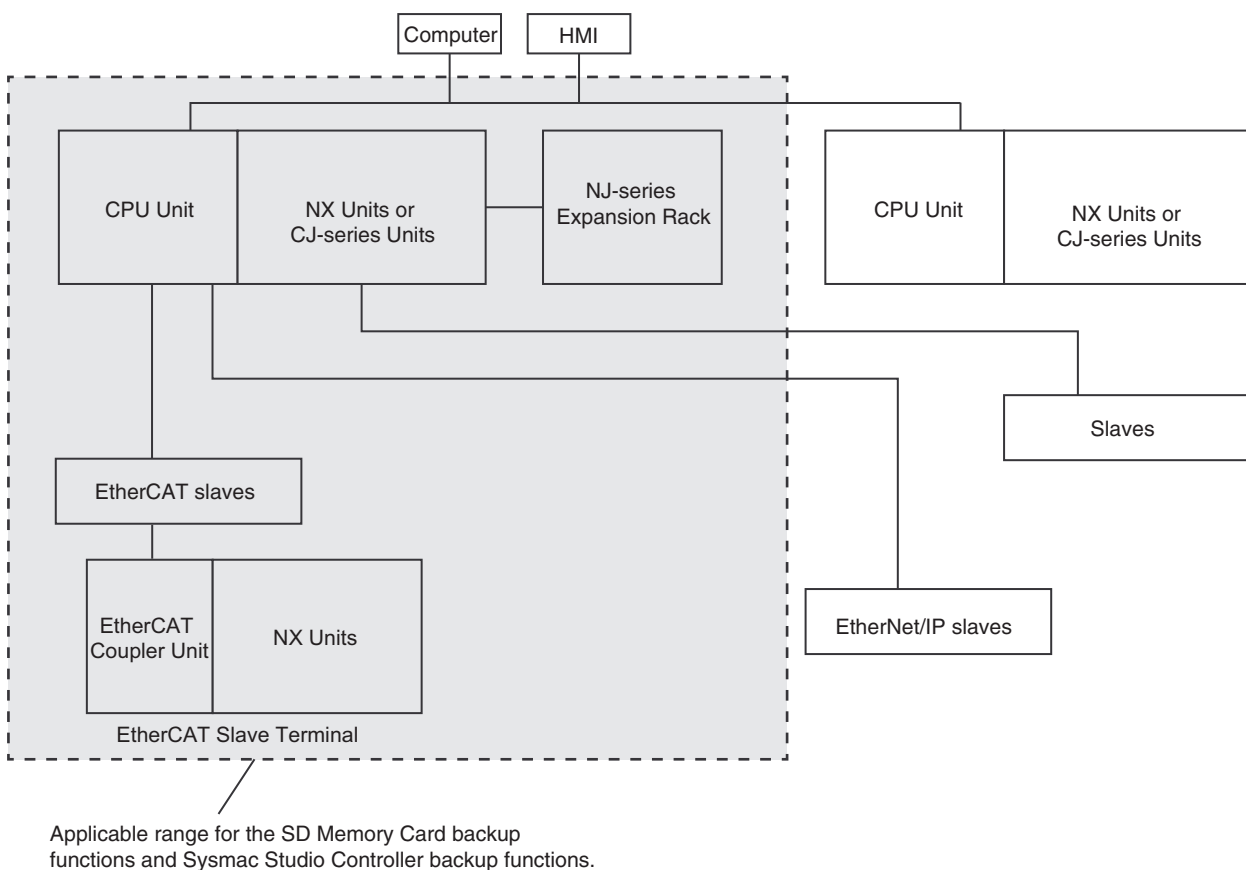 Computer
HMI
CPU Unit
NX Units or
CJ-series Units
NJ-series
Expansion Rack
CPU Unit
NX Units or
CJ-series Units
Slaves
EtherCAT slaves
EtherCAT
Coupler Unit
NX Units
EtherNet/IP slaves
EtherCAT Slave Terminal
Applicable range for the SD Memory Card backup
functions and Sysmac Studio Controller backup functions.